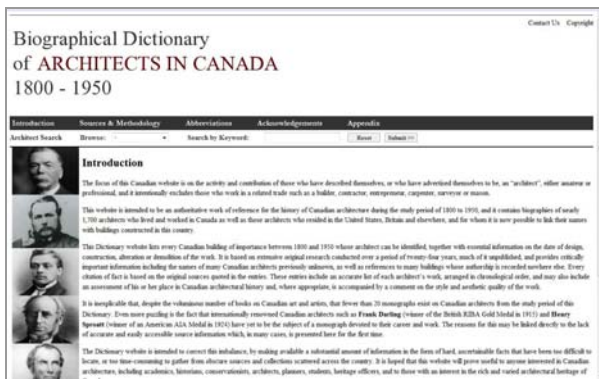 Contact Us Copyright
Biographical Dictionary
of ARCHITECTS IN CANADA
1800 - 1950
Introduction Sources & Methodology Abbreviations Acknowledgements Appendix
Architect Search Browse: - Search by Keyword: Reset Submit >>
Introduction
The focus of this Canadian website is on the activity and contribution of those who have described themselves, or who have advertised themselves to be, an "architect", either amateur or
professional, and it intentionally excludes those who work in a related trade such as a builder, contractor, entrepreneur, carpenter, surveyor or mason.
This website is intended to be an authoritative work of reference for the history of Canadian architecture during the study period of 1800 to 1950, and it contains biographies of nearly
1,700 architects who lived and worked in Canada as well as those architects who resided in the United States, Britain and elsewhere, and for whom it is now possible to link their names
with buildings constructed in this country.
This Dictionary website lists every Canadian building of importance between 1800 and 1950 whose architect can be identified, together with essential information on the date of design,
construction, alteration or demolition of the work. It is based on extensive original research conducted over a period of twenty-four years, much of it unpublished, and provides critically
important information including the names of many Canadian architects previously unknown, as well as references to many buildings whose authorship is recorded nowhere else. Every
citation of fact is based on the original sources quoted in the entries. These entries include an accurate list of each architect's work, arranged in chronological order, and may also include
an assessment of his or her place in Canadian architectural history and, where appropriate, is accompanied by a comment on the style and aesthetic quality of the work.
It is inexplicable that, despite the voluminous number of books on Canadian art and artists, that fewer than 20 monographs exist on Canadian architects from the study period of this
Dictionary. Even more puzzling is the fact that internationally renowned Canadian architects such as Frank Darling (winner of the British RIBA Gold Medal in 1915) and Henry
Sproatt (winner of an American AIA Medal in 1924) have yet to be the subject of a monograph devoted to their career and work. The reasons for this may be linked directly to the lack
of accurate and easily accessible source information which, in many cases, is presented here for the first time.
The Dictionary website is intended to correct this imbalance, by making available a substantial amount of information in the form of hard, ascertainable facts that have been too difficult to
locate, or too time-consuming to gather from obscure sources and collections scattered across the country. It is hoped that this website will prove useful to anyone interested in Canadian
architecture, including academics, historians, conservationists, architects, planners, students, heritage officers, and to those with an interest in the rich and varied architectural heritage of